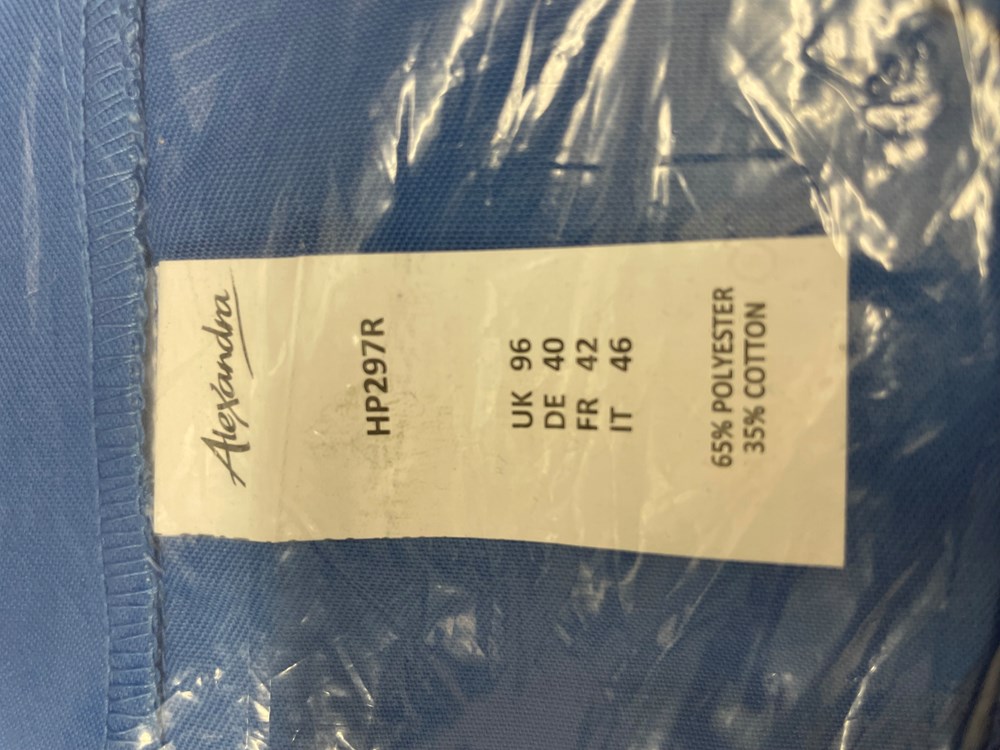 Alexandra
HP297R
UK 96
DE 40
FR 42
IT 46
65% POLYESTER
35% COTTON